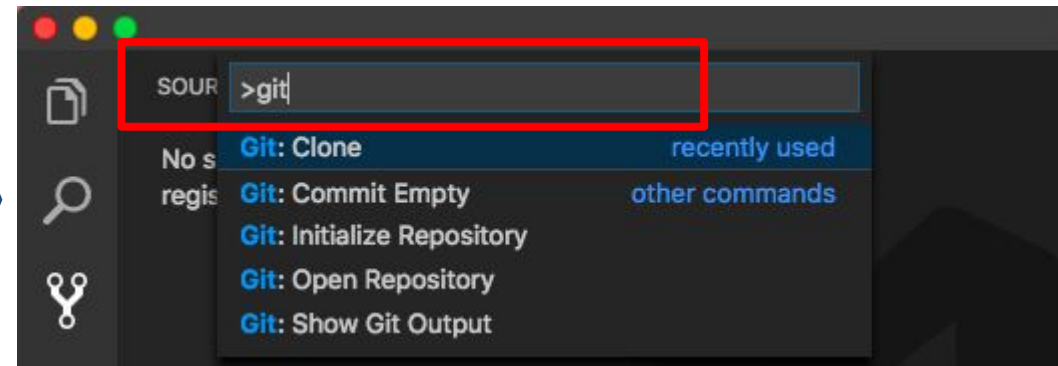 SOUR
>git
No s
regis
Git: Clone recently used
Git: Commit Empty other commands
Git: Initialize Repository
Git: Open Repository
Git: Show Git Output